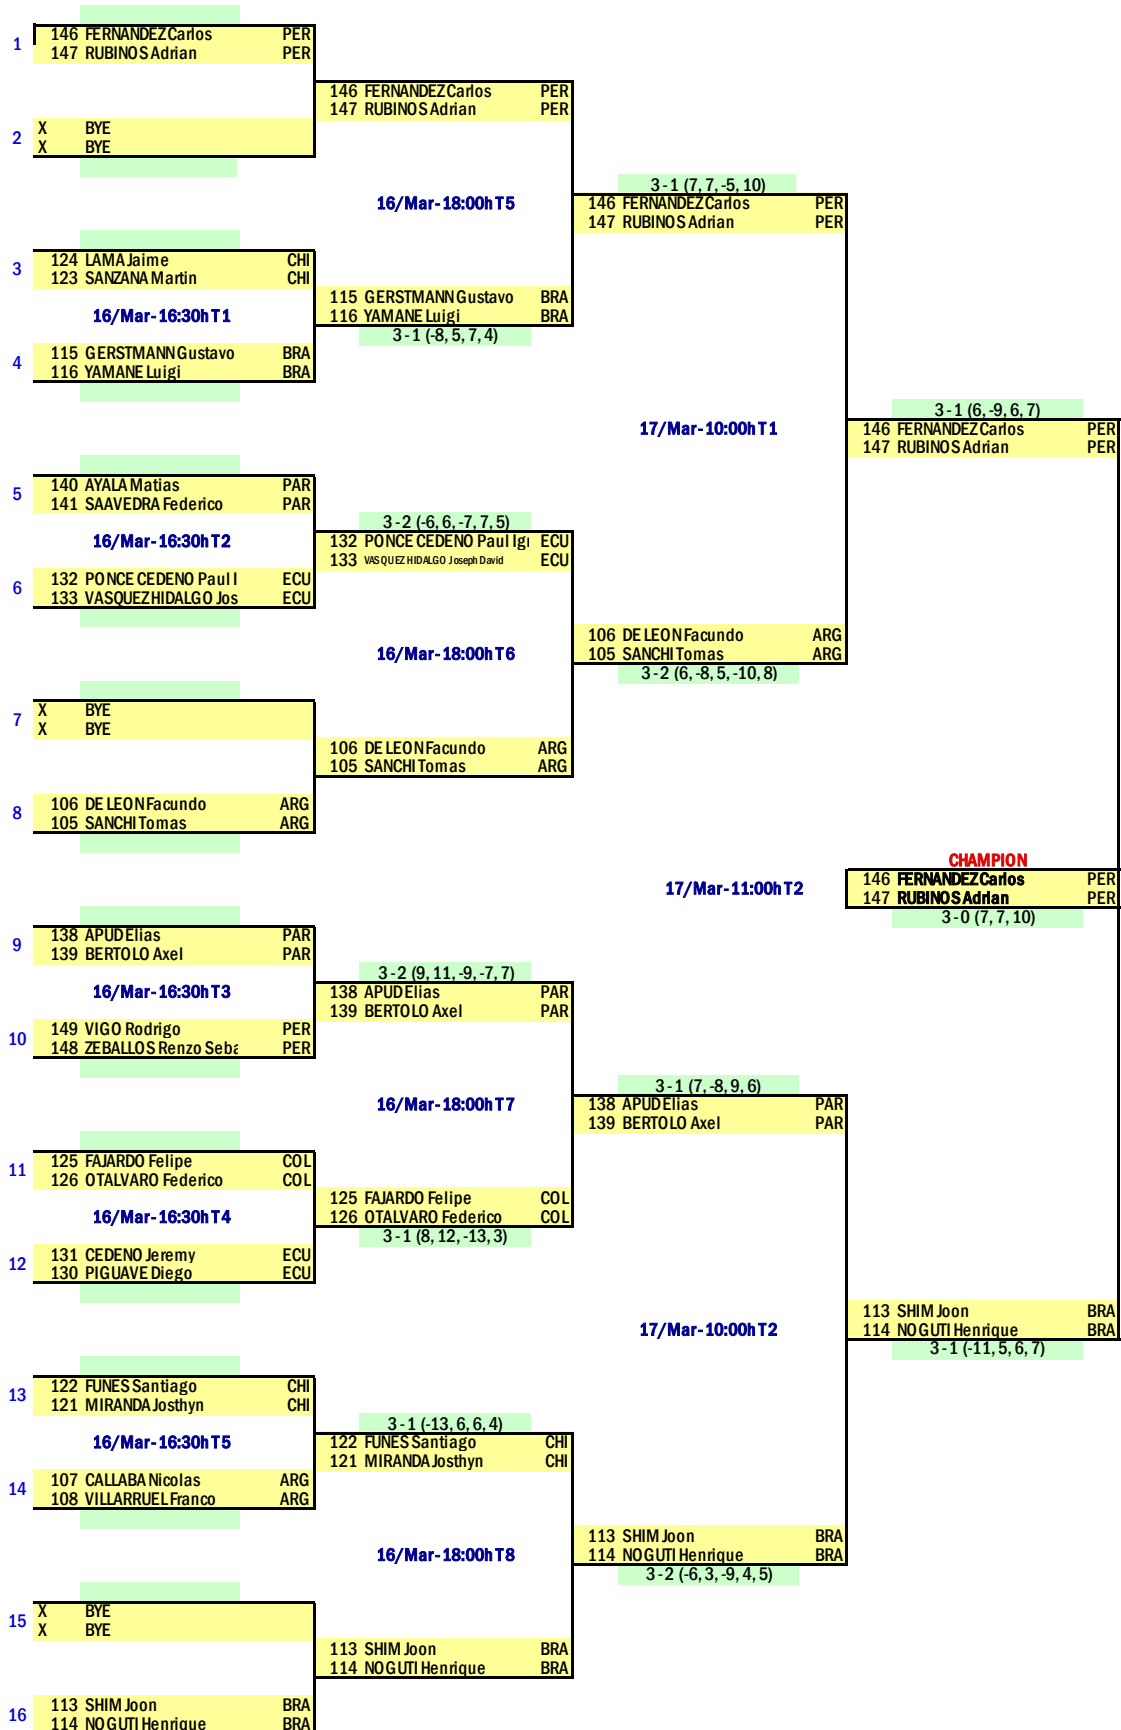 1
146 FERNANDEZ Carlos PER
147 RUBINOS Adrian PER
146 FERNANDEZ Carlos PER
147 RUBINOS Adrian PER
2
X BYE
X BYE
16/Mar-18:00h T5
3 - 1 (7, 7, -5, 10)
146 FERNANDEZ Carlos PER
147 RUBINOS Adrian PER
3
124 LAMA Jaime CHI
123 SANZANA Martin CHI
16/Mar-16:30h T1
115 GERSTMANN Gustavo BRA
116 YAMANE Luigi BRA
3 - 1 (-8, 5, 7, 4)
4
115 GERSTMANN Gustavo BRA
116 YAMANE Luigi BRA
17/Mar-10:00h T1
3 - 1 (6, -9, 6, 7)
146 FERNANDEZ Carlos PER
147 RUBINOS Adrian PER
5
140 AYALA Matias PAR
141 SAAVEDRA Federico PAR
16/Mar-16:30h T2
3 - 2 (-6, 6, -7, 7, 5)
132 PONCE CEDENO Paul Igı ECU
133 VASQUEZ HIDALGO Joseph David ECU
6
132 PONCE CEDENO Paul I ECU
133 VASQUEZ HIDALGO Jos ECU
16/Mar-18:00h T6
106 DE LEON Facundo ARG
105 SANCHI Tomas ARG
3 - 2 (6, -8, 5, -10, 8)
7
X BYE
X BYE
106 DE LEON Facundo ARG
105 SANCHI Tomas ARG
8
106 DE LEON Facundo ARG
105 SANCHI Tomas ARG
17/Mar-11:00h T2
CHAMPION
146 FERNANDEZ Carlos PER
147 RUBINOS Adrian PER
3 - 0 (7, 7, 10)
9
138 APUD Elias PAR
139 BERTOLO Axel PAR
16/Mar-16:30h T3
3 - 2 (9, 11, -9, -7, 7)
138 APUD Elias PAR
139 BERTOLO Axel PAR
10
149 VIGO Rodrigo PER
148 ZEBALLOS Renzo Seba PER
16/Mar-18:00h T7
3 - 1 (7, -8, 9, 6)
138 APUD Elias PAR
139 BERTOLO Axel PAR
11
125 FAJARDO Felipe COL
126 OTALVARO Federico COL
16/Mar-16:30h T4
125 FAJARDO Felipe COL
126 OTALVARO Federico COL
3 - 1 (8, 12, -13, 3)
12
131 CEDENO Jeremy ECU
130 PIGUAVE Diego ECU
17/Mar-10:00h T2
113 SHIM Joon BRA
114 NOGUTI Henrique BRA
3 - 1 (-11, 5, 6, 7)
13
122 FUNES Santiago CHI
121 MIRANDA Josthyn CHI
16/Mar-16:30h T5
3 - 1 (-13, 6, 6, 4)
122 FUNES Santiago CHI
121 MIRANDA Josthyn CHI
14
107 CALLABA Nicolas ARG
108 VILLARRUEL Franco ARG
16/Mar-18:00h T8
113 SHIM Joon BRA
114 NOGUTI Henrique BRA
3 - 2 (-6, 3, -9, 4, 5)
15
X BYE
X BYE
113 SHIM Joon BRA
114 NOGUTI Henrique BRA
16
113 SHIM Joon BRA
114 NOGUTI Henrique BRA